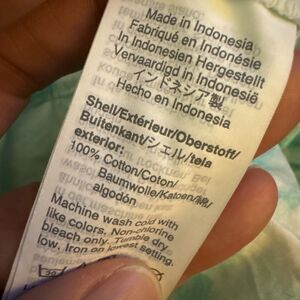 Made in Indonesia
Fabriqué en Indonésie
In Indonesien Hergestellt
Vervaardigd in Indonesië
インドネシア製
Hecho en Indonesia
Shell/Extérieur/Oberstoff/
Buitenkant/シェル/tela
exterior:
100% Cotton/Coton/
Baumwolle/Katoen/綿/
algodón
Machine wash cold with
like colors. Non-chlorine
bleach only. Tumble dry
low. Iron on lowest setting.